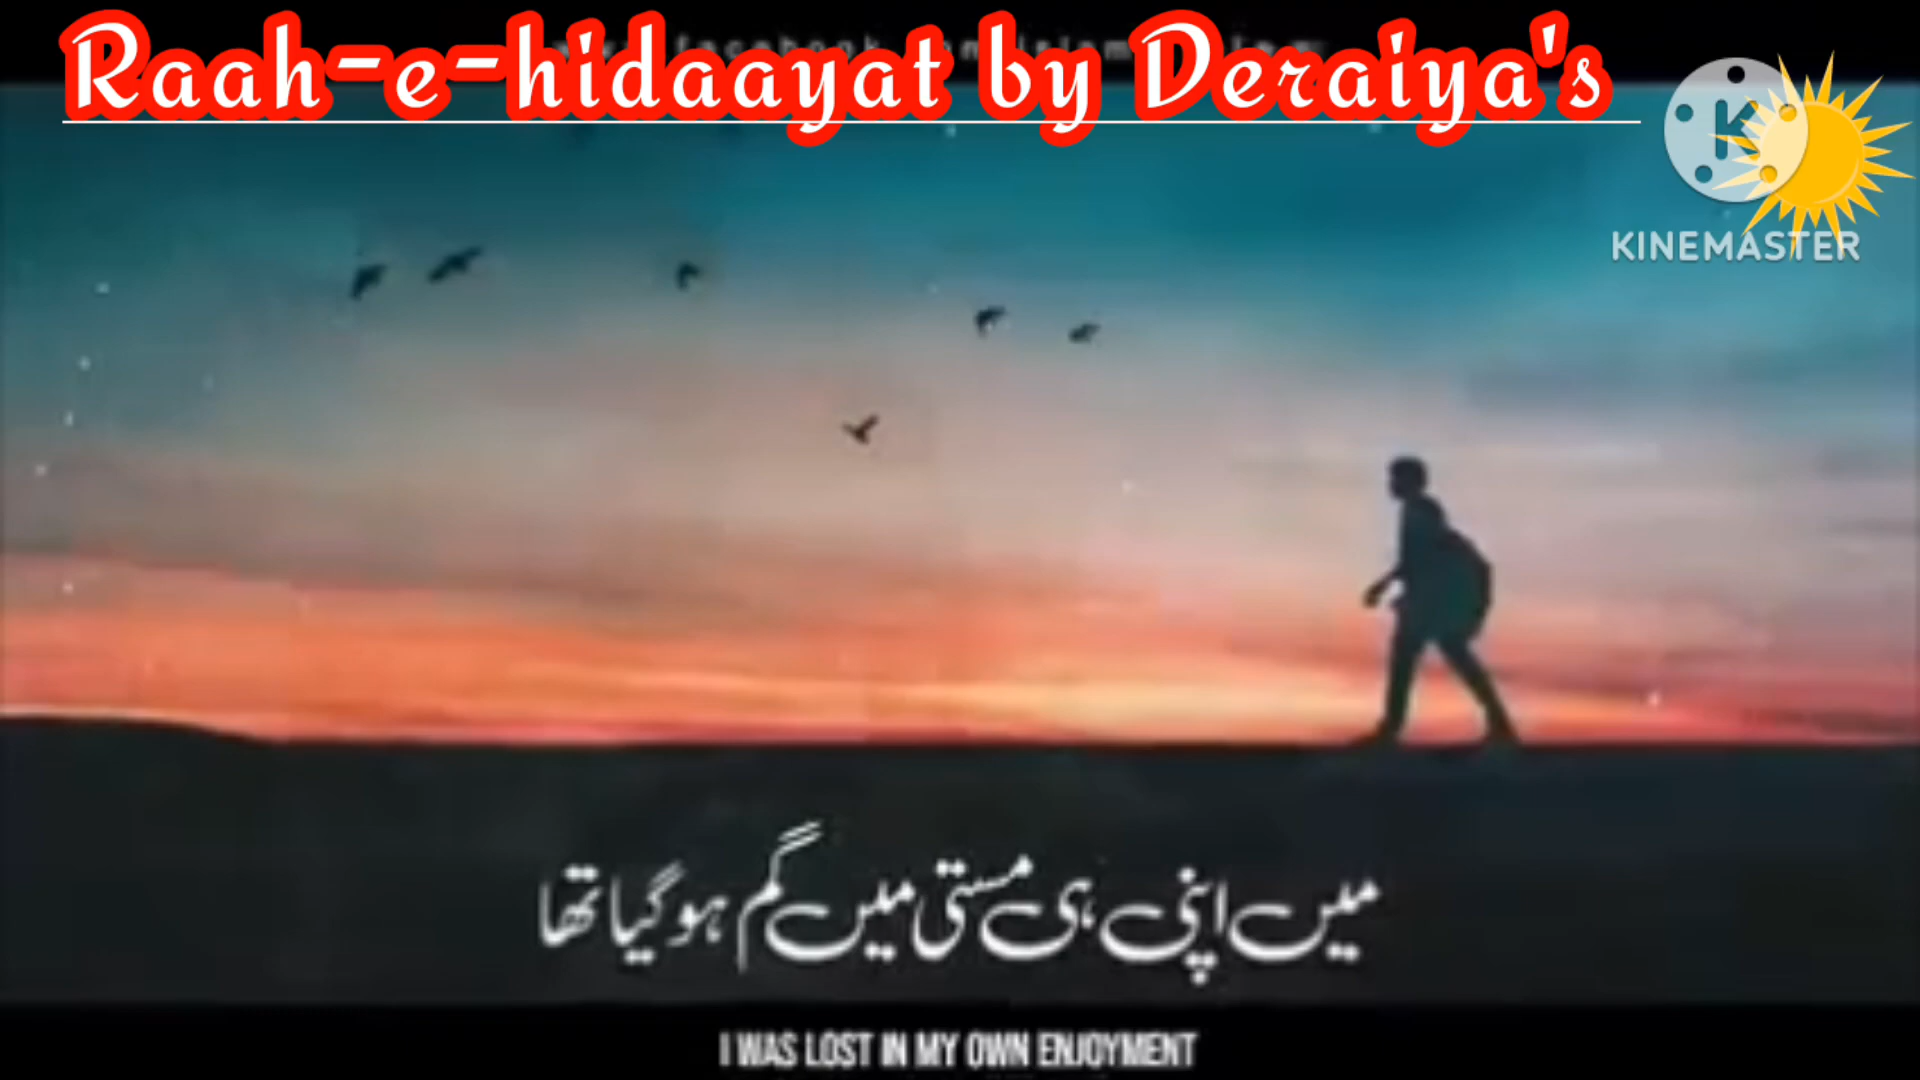 Raah-e-hidaayat by Deraiya's
KINEMASTER
میں اپنی ہی مستی میں گم ہو گیا تھا
I WAS LOST IN MY OWN ENJOYMENT